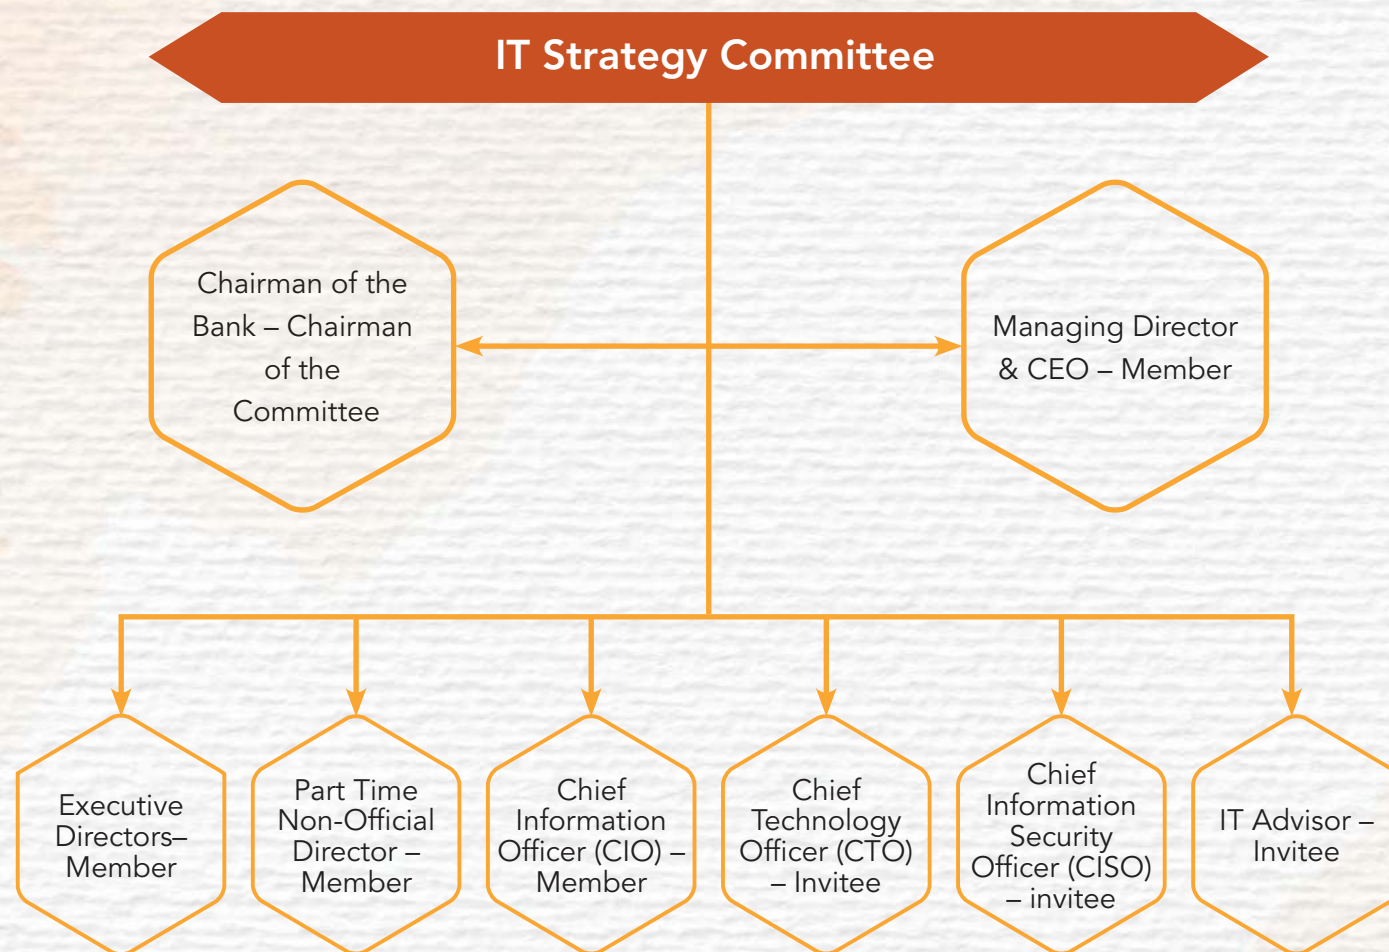 IT Strategy Committee
Chairman of the
Bank – Chairman
of the
Committee
Managing Director
& CEO – Member
Executive
Directors–
Member
Part Time
Non-Official
Director –
Member
Chief
Information
Officer (CIO) –
Member
Chief
Technology
Officer (CTO)
– Invitee
Chief
Information
Security
Officer (CISO)
– invitee
IT Advisor –
Invitee